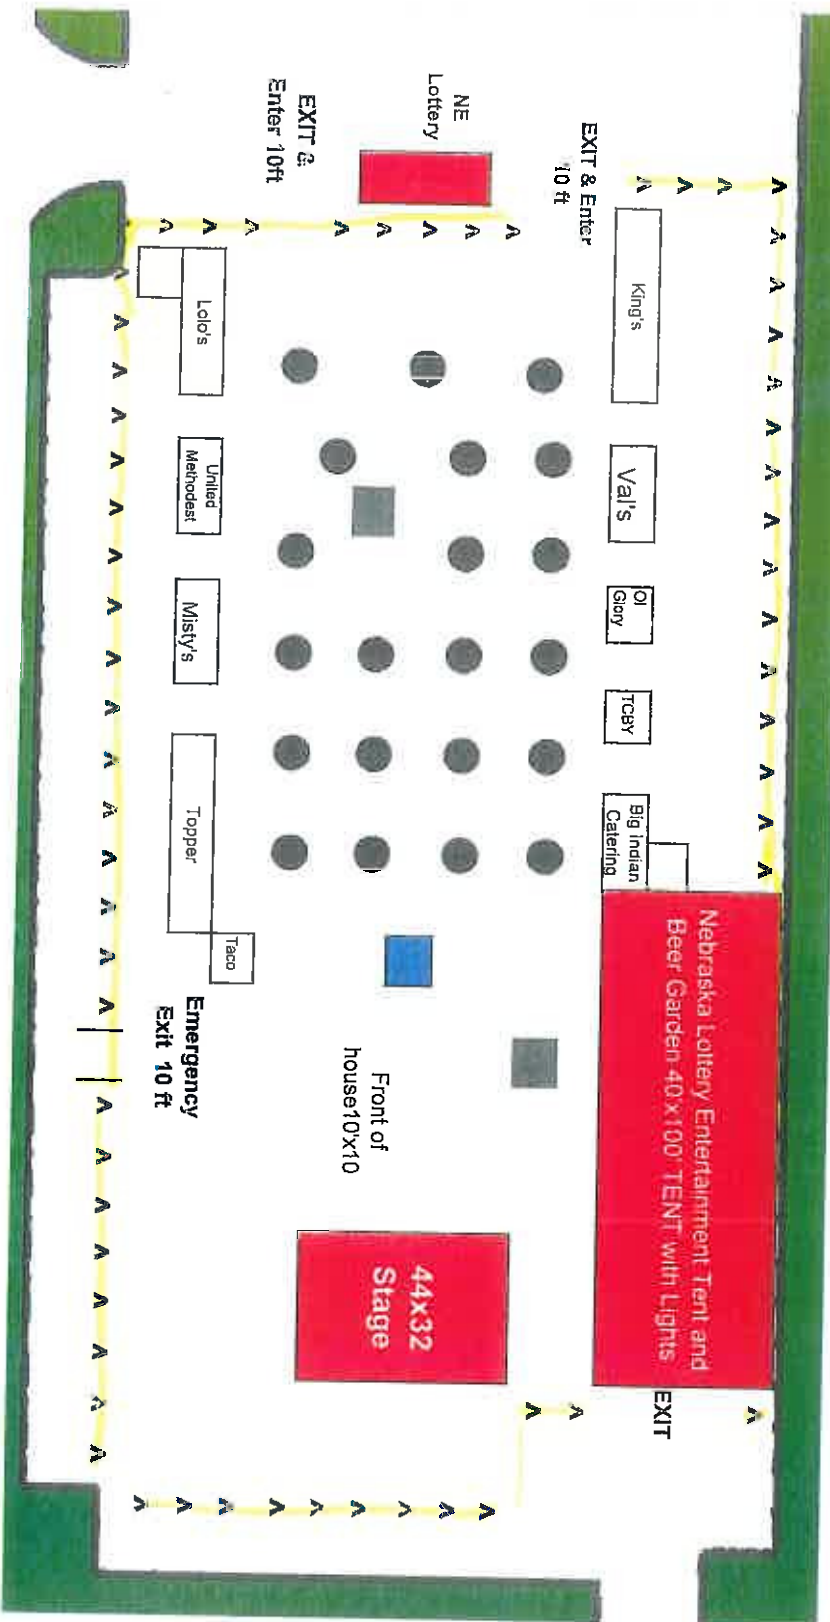 NE
Lottery
EXIT &
Enter 10ft
EXIT & Enter
10 ft
King's
Lolo's
Val's
United
Methodest
Ol
Glory
Misty's
TCBY
Big Indian
Catering
Topper
Taco
Nebraska Lottery Entertainment Tent and
Beer Garden 40'x100' TENT with Lights
Emergency
Exit 10 ft
Front of
house10'x10
44x32
Stage
EXIT